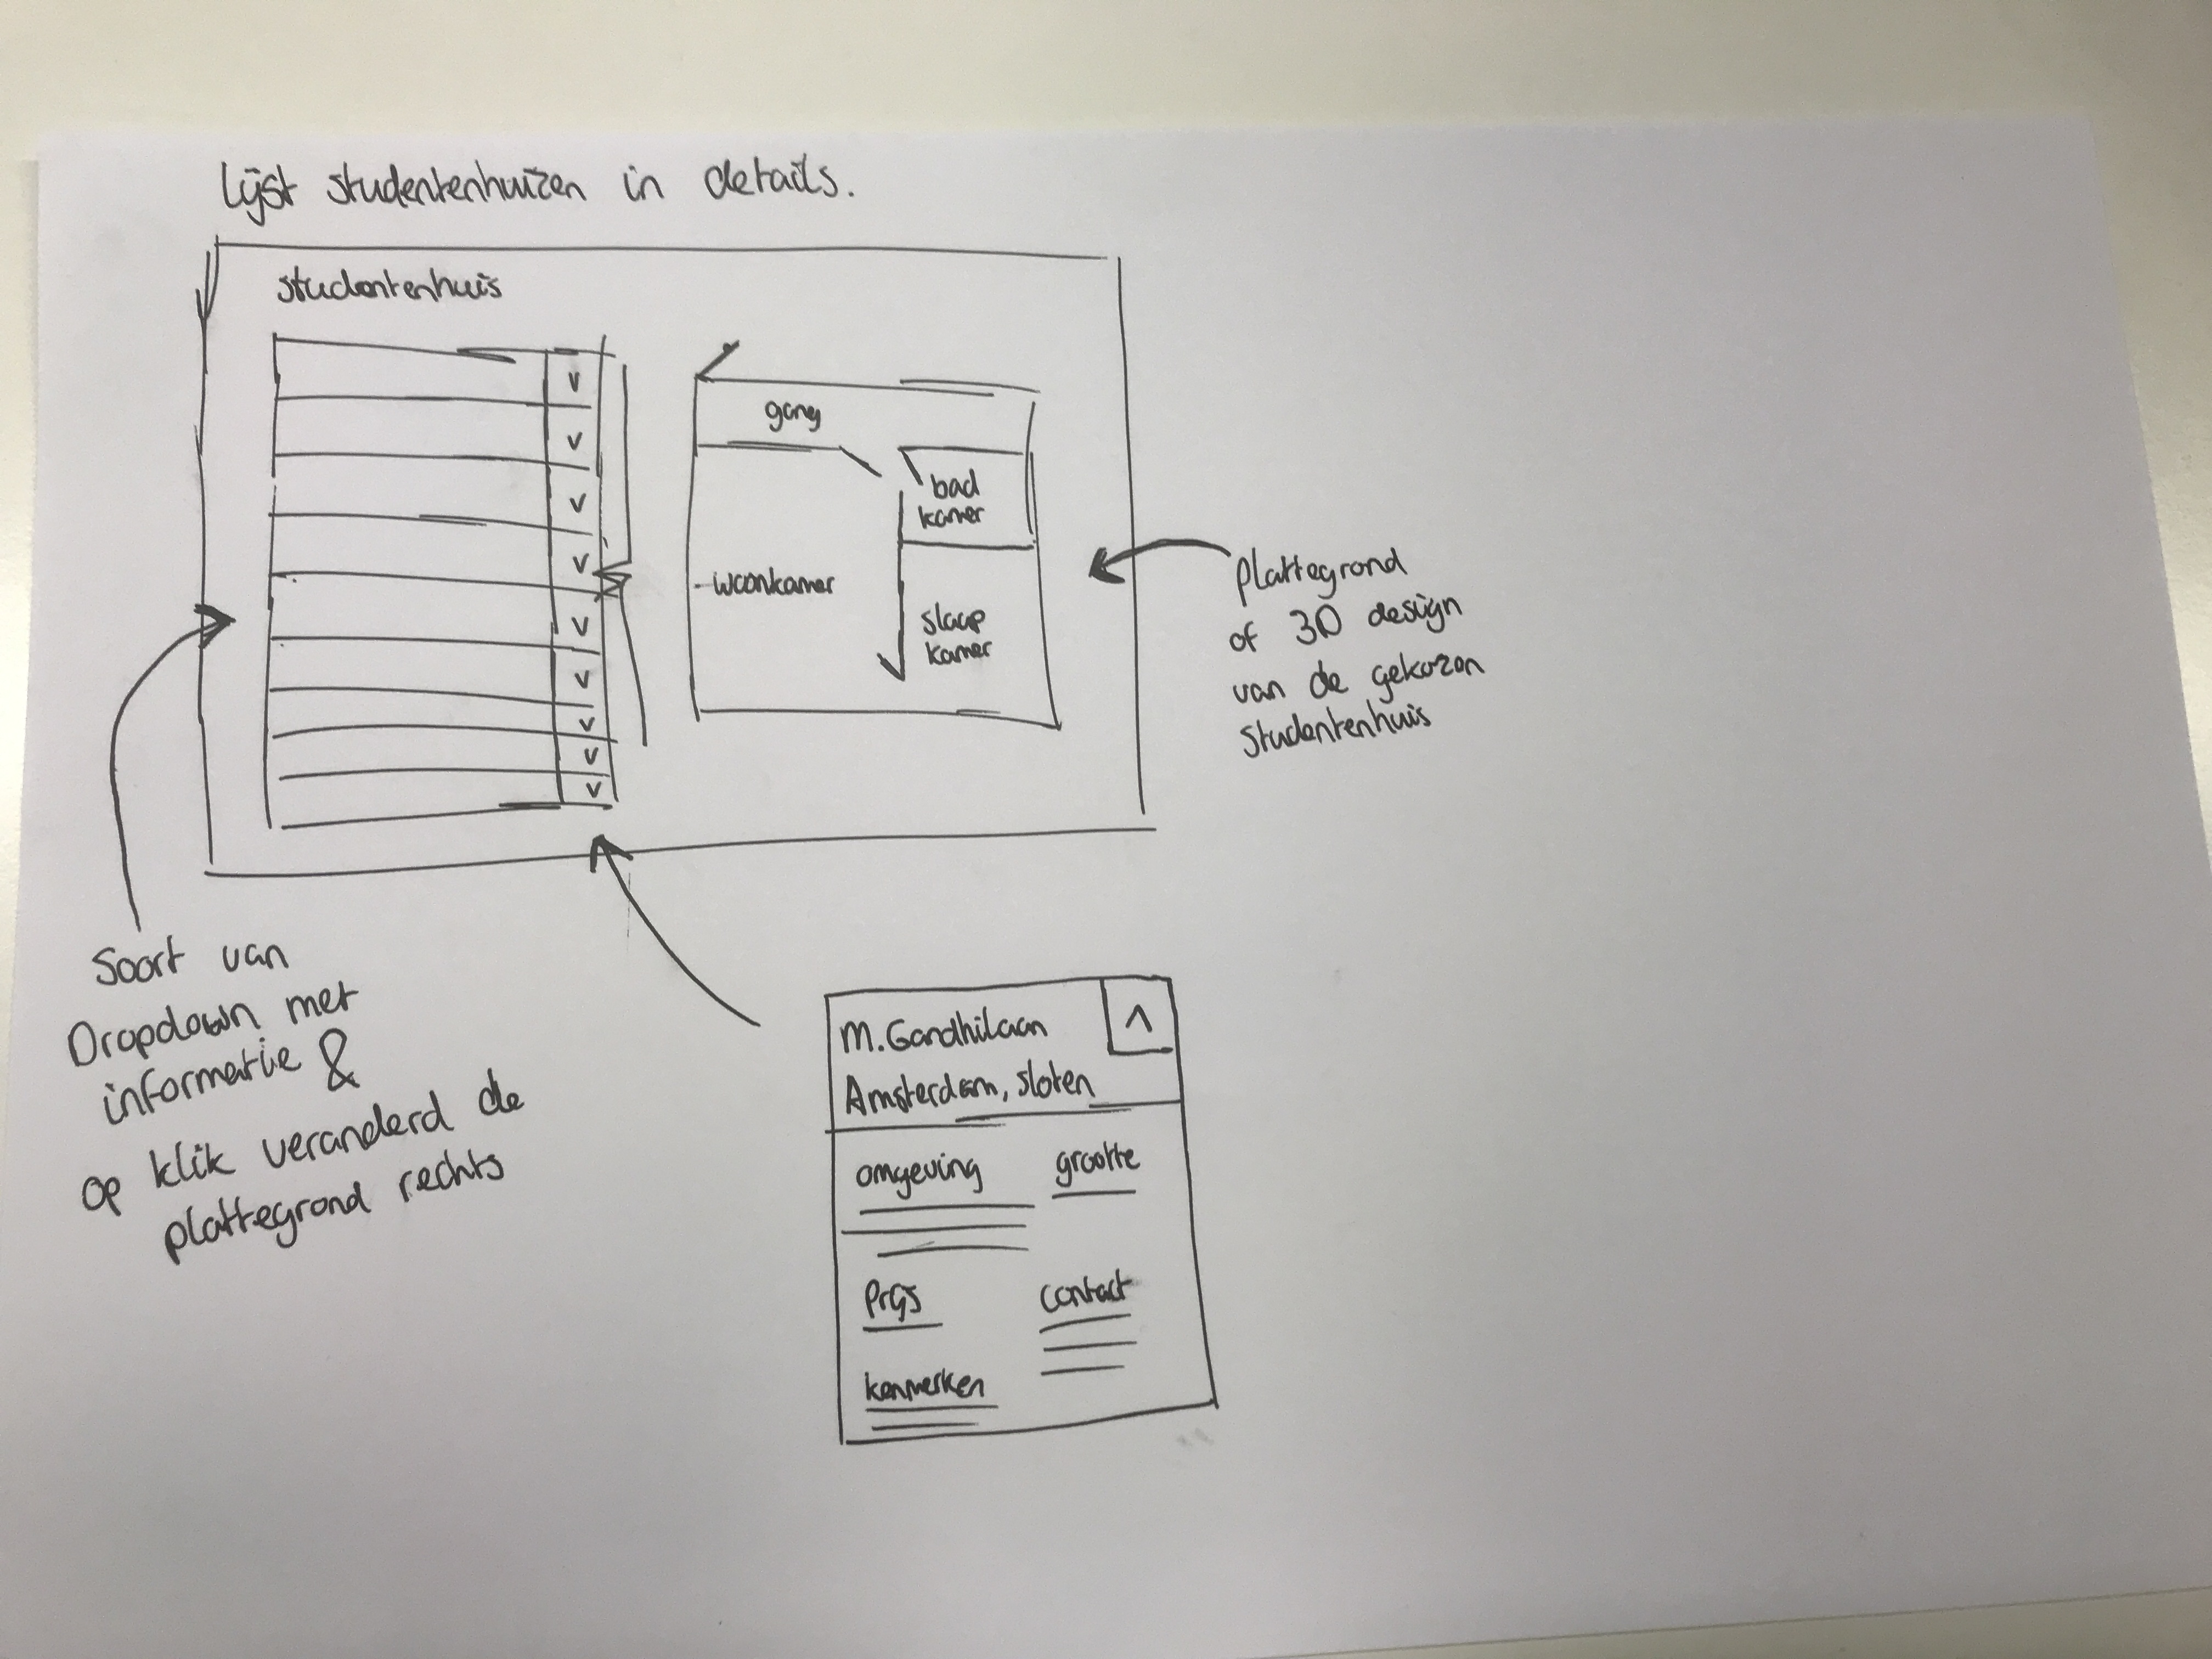 Lijst studentenhuizen in details.
studentenhuis
v
v
v
v
v
v
v
v
v
gang
bad
kamer
woonkamer
slaap
kamer
plattegrond
of 3D design
van de gekozen
studentenhuis
Soort van
Dropdown met
informatie &
op klik veranderd de
plattegrond rechts
M. Gandhilaan
Amsterdam, sloten
omgeving
grootte
Prijs
contact
kenmerken